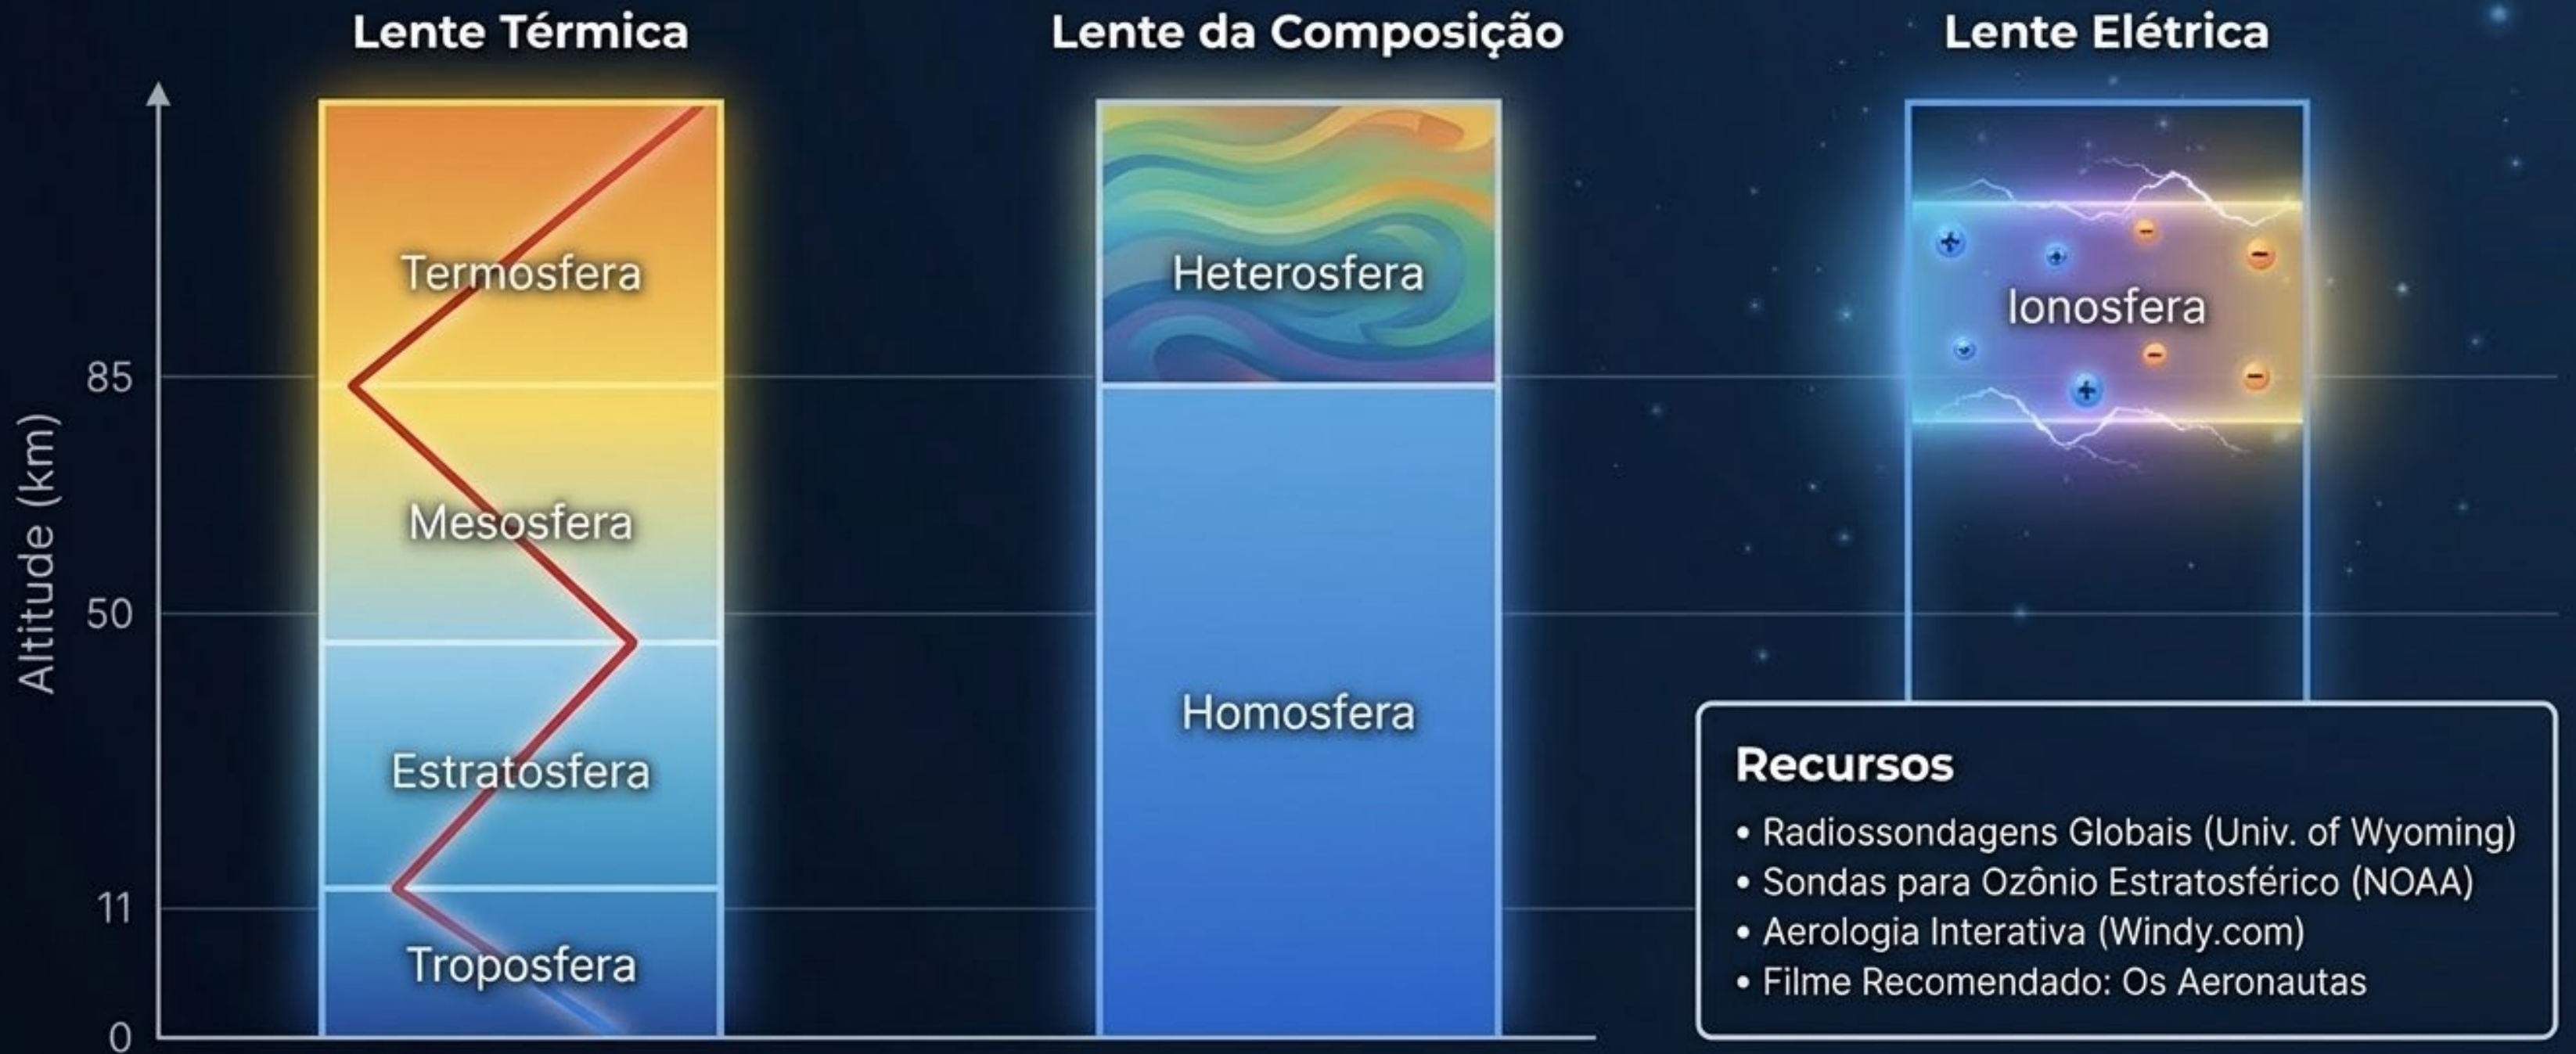 Lente Térmica
Lente da Composição
Lente Elétrica
Altitude (km)
85
50
11
0
Termosfera
Mesosfera
Estratosfera
Troposfera
Heterosfera
Homosfera
+
+
-
-
Ionosfera
-
+
-
Recursos
• Radiossondagens Globais (Univ. of Wyoming)
• Sondas para Ozônio Estratosférico (NOAA)
• Aerologia Interativa (Windy.com)
• Filme Recomendado: Os Aeronautas